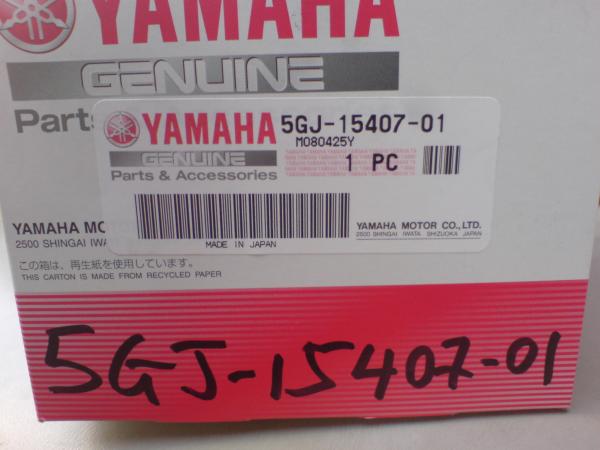 YAMAHA
GENUINE
Parts
YAMAHA 5GJ-15407-01
M080425Y
GENUINE
1 PC
Parts & Accessories
YAMAHA MOTOR CO., LTD.
2500 SHINGAI IWATA SHIZUOKA JAPAN
MADE IN JAPAN
YAMAHA MO
2500 SHINGAI IWA
この箱は、再生紙を使用しています。
THIS CARTON IS MADE FROM RECYCLED PAPER
5GJ-15407-01